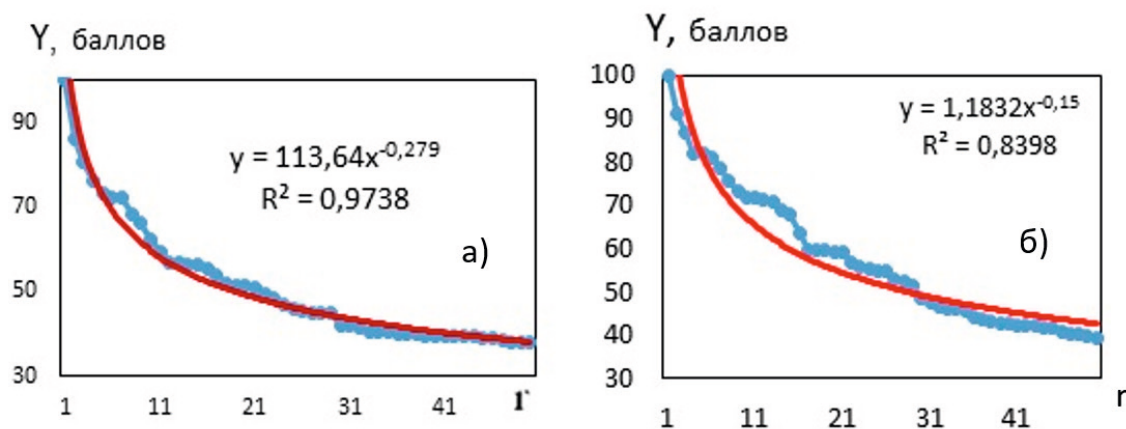 Y, баллов
90
70
50
30
y = 113,64x^-0,279
R² = 0,9738
а)
1 11 21 31 41 r
Y, баллов
100
90
80
70
60
50
40
30
y = 1,1832x^-0,15
R² = 0,8398
б)
1 11 21 31 41 r